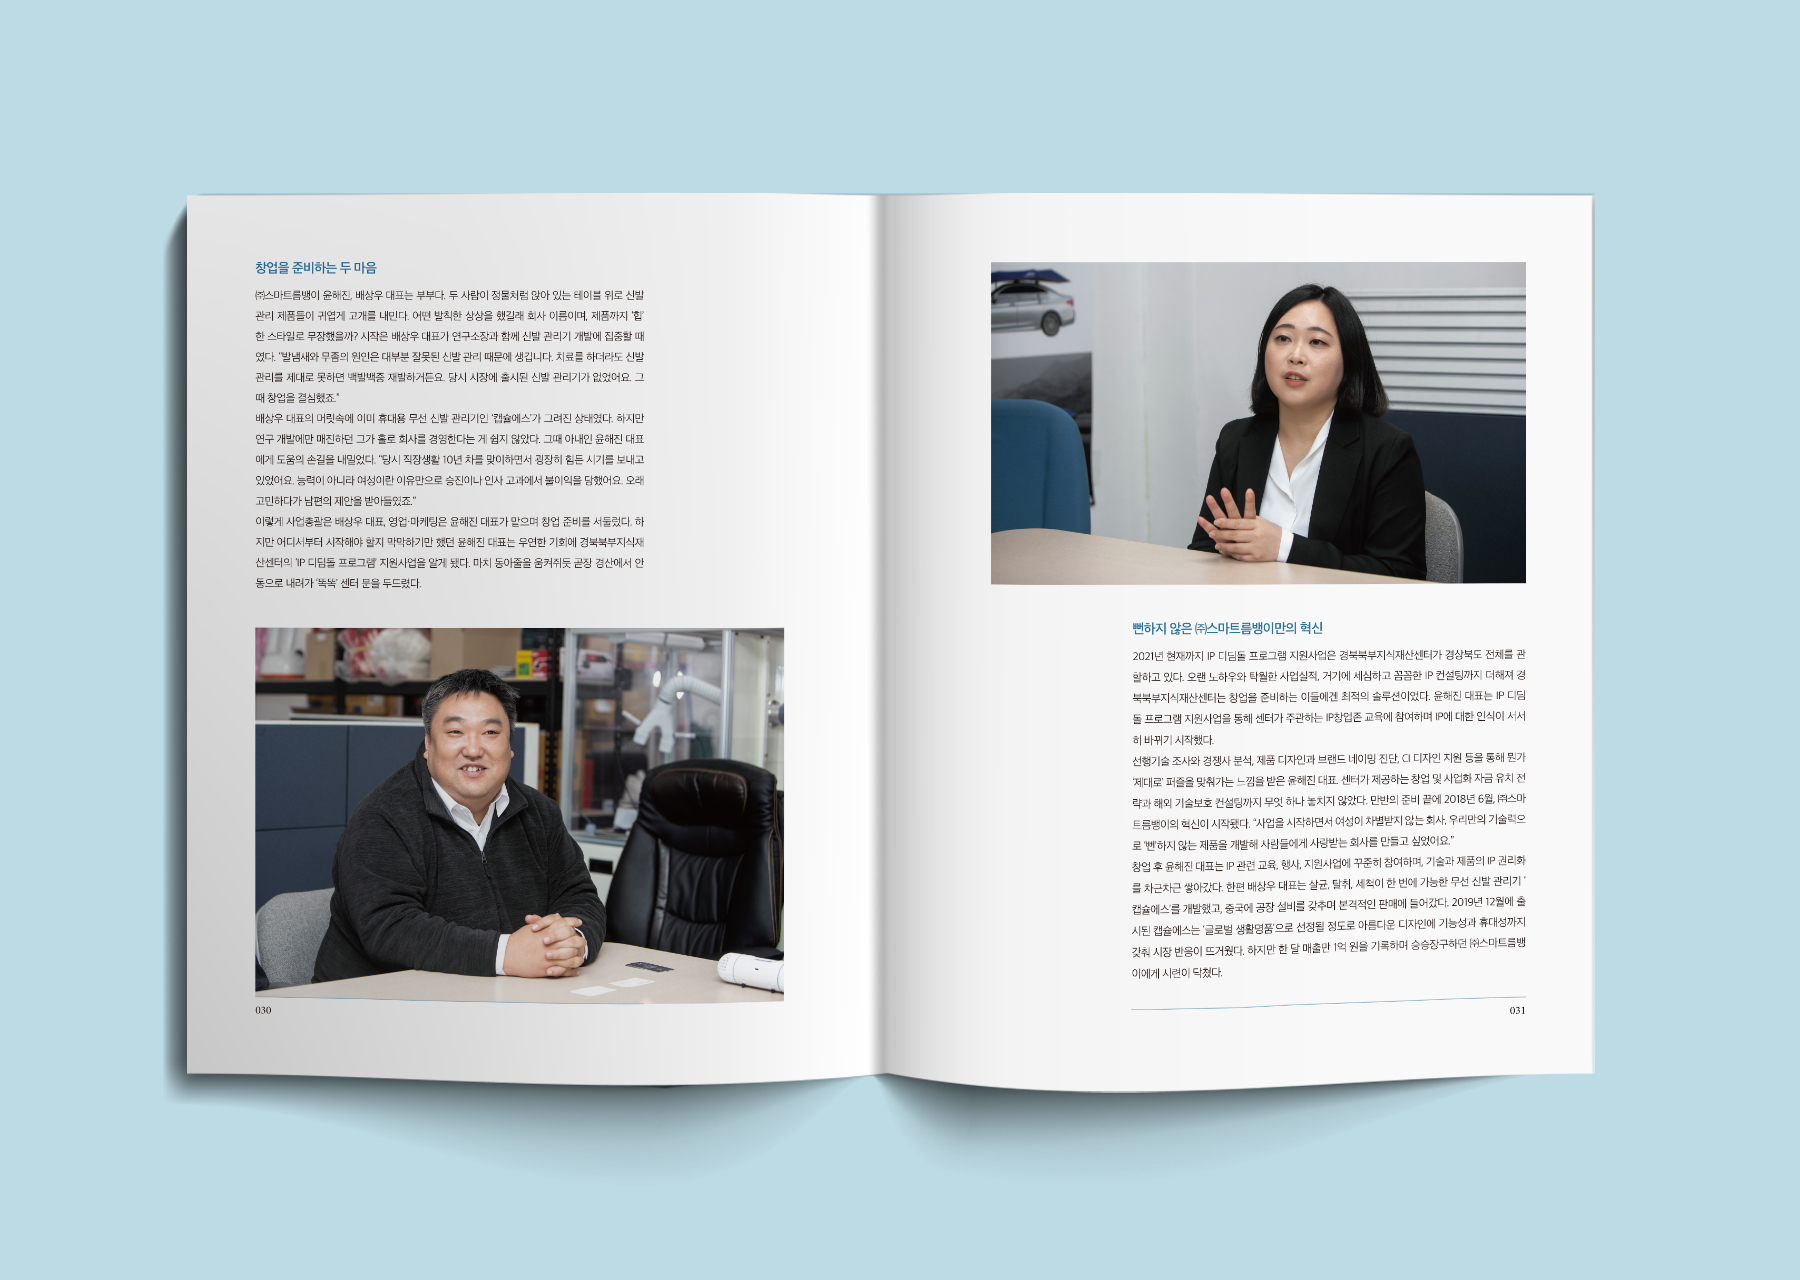 창업을 준비하는 두 마음
㈜스마트름뱅이 윤해진, 배상우 대표는 부부다. 두 사람이 정물처럼 앉아 있는 테이블 위로 신발
관리 제품들이 귀엽게 고개를 내민다. 어떤 발칙한 상상을 했길래 회사 이름이며, 제품까지 ‘힙’
한 스타일로 무장했을까? 시작은 배상우 대표가 연구소장과 함께 신발 관리기 개발에 집중할 때
였다. “발냄새와 무좀의 원인은 대부분 잘못된 신발 관리 때문에 생깁니다. 치료를 하더라도 신발
관리를 제대로 못하면 백발백중 재발하거든요. 당시 시장에 출시된 신발 관리기가 없었어요. 그
때 창업을 결심했죠.”
배상우 대표의 머릿속에 이미 휴대용 무선 신발 관리기인 ‘캡슐에스’가 그려진 상태였다. 하지만
연구 개발에만 매진하던 그가 홀로 회사를 경영한다는 게 쉽지 않았다. 그때 아내인 윤해진 대표
에게 도움의 손길을 내밀었다. “당시 직장생활 10년 차를 맞이하면서 굉장히 힘든 시기를 보내고
있었어요. 능력이 아니라 여성이란 이유만으로 승진이나 인사 고과에서 불이익을 당했어요. 오래
고민하다가 남편의 제안을 받아들였죠.”
이렇게 사업총괄은 배상우 대표, 영업·마케팅은 윤해진 대표가 맡으며 창업 준비를 서둘렀다. 하
지만 어디서부터 시작해야 할지 막막하기만 했던 윤해진 대표는 우연한 기회에 경북북부지식재
산센터의 ‘IP 디딤돌 프로그램’ 지원사업을 알게 됐다. 마치 동아줄을 움켜쥐듯 곧장 경산에서 안
동으로 내려가 ‘똑똑’ 센터 문을 두드렸다.
030
뻔하지 않은 ㈜스마트름뱅이만의 혁신
2021년 현재까지 IP 디딤돌 프로그램 지원사업은 경북북부지식재산센터가 경상북도 전체를 관
할하고 있다. 오랜 노하우와 탁월한 사업실적, 거기에 세심하고 꼼꼼한 IP 컨설팅까지 더해져 경
북북부지식재산센터는 창업을 준비하는 이들에겐 최적의 솔루션이었다. 윤해진 대표는 IP 디딤
돌 프로그램 지원사업을 통해 센터가 주관하는 IP창업존 교육에 참여하며 IP에 대한 인식이 서서
히 바뀌기 시작했다.
선행기술 조사와 경쟁사 분석, 제품 디자인과 브랜드 네이밍 진단, CI 디자인 지원 등을 통해 뭔가
‘제대로’ 퍼즐을 맞춰가는 느낌을 받은 윤해진 대표. 센터가 제공하는 창업 및 사업화 자금 유치 전
략과 해외 기술보호 컨설팅까지 무엇 하나 놓치지 않았다. 만반의 준비 끝에 2018년 6월, ㈜스마
트름뱅이의 혁신이 시작됐다. “사업을 시작하면서 여성이 차별받지 않는 회사, 우리만의 기술력으
로 ‘뻔’하지 않는 제품을 개발해 사람들에게 사랑받는 회사를 만들고 싶었어요.”
창업 후 윤해진 대표는 IP 관련 교육, 행사, 지원사업에 꾸준히 참여하며, 기술과 제품의 IP 권리화
를 차근차근 쌓아갔다. 한편 배상우 대표는 살균, 탈취, 세척이 한 번에 가능한 무선 신발 관리기 ‘
캡슐에스’를 개발했고, 중국에 공장 설비를 갖추며 본격적인 판매에 들어갔다. 2019년 12월에 출
시된 캡슐에스는 ‘글로벌 생활명품’으로 선정될 정도로 아름다운 디자인에 기능성과 휴대성까지
갖춰 시장 반응이 뜨거웠다. 하지만 한 달 매출만 1억 원을 기록하며 승승장구하던 ㈜스마트름뱅
이에게 시련이 닥쳤다.
031